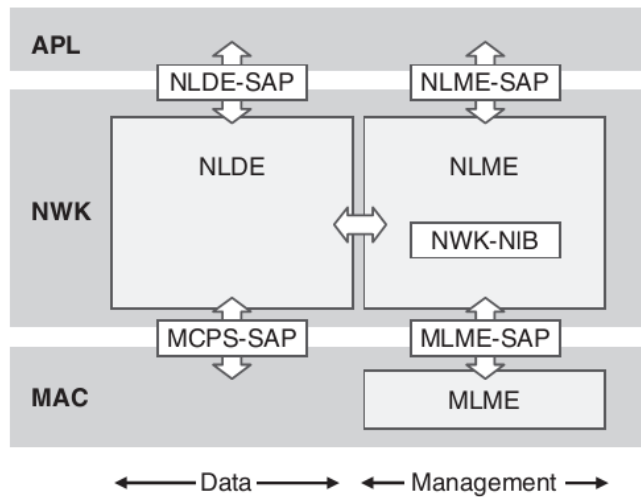 APL
NLDE-SAP NLME-SAP
NLDE NLME
NWK
NWK-NIB
MCPS-SAP MLME-SAP
MAC
MLME
Data Management